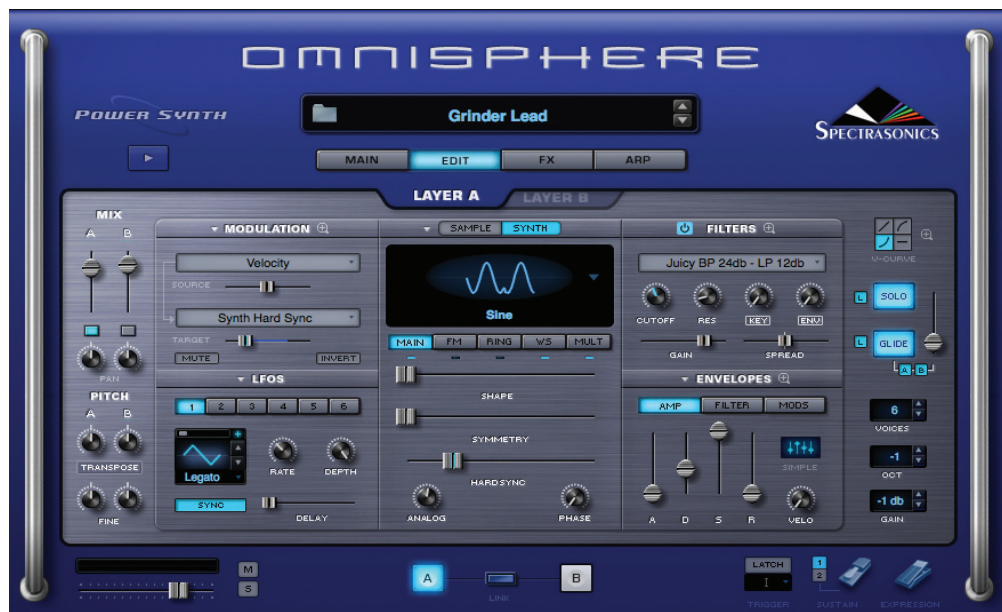 OMNISPHERE
POWER SYNTH
Grinder Lead
SPECTRASONICS
MAIN EDIT FX ARP
LAYER A LAYER B
MIX
A B
PAN
PITCH
A B
TRANSPOSE
FINE
MODULATION
Velocity
SOURCE
Synth Hard Sync
TARGET
MUTE INVERT
LFOS
1 2 3 4 5 6
Legato
RATE DEPTH
SYNC
DELAY
SAMPLE SYNTH
Sine
MAIN FM RING WS MULT
SHAPE
SYMMETRY
HARDSYNC
ANALOG PHASE
FILTERS
Juicy BP 24db - LP 12db
CUTOFF RES KEY ENV
GAIN SPREAD
ENVELOPES
AMP FILTER MODS
SIMPLE
A D S R VELO
V-CURVE
L SOLO
L GLIDE
A B
6
VOICES
-1
OCT
-1 db
GAIN
M
S
A B
LINK
LATCH
I
TRIGGER
1
2
SUSTAIN EXPRESSION